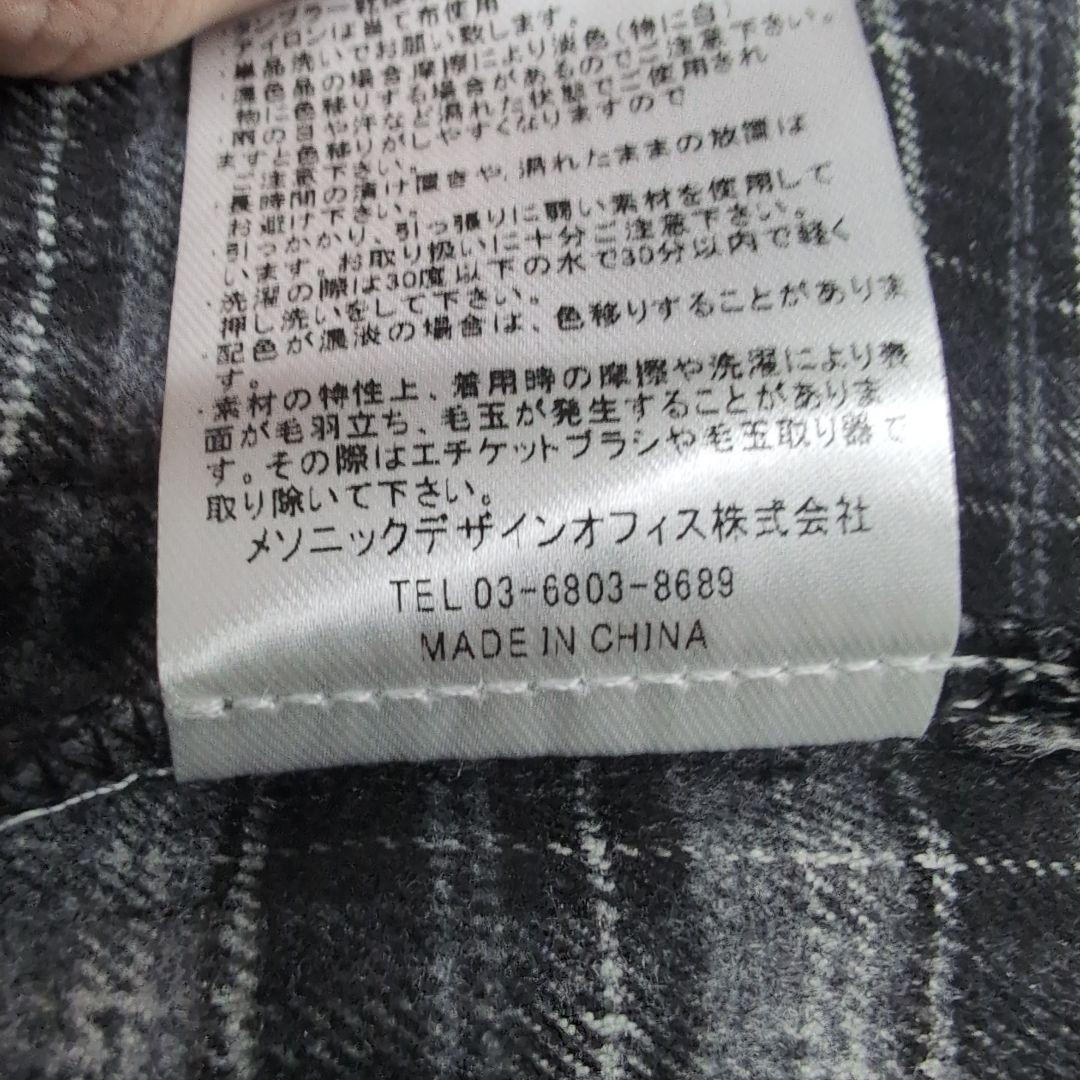 アイロンは当て布使用
・単品洗いでお願い致します。
・濃色品の場合摩擦により淡色(特に白)
物に色移りする場合があるのでご注意下さい。
・雨の日や汗など濡れた状態でご使用され
ますと色移りがしやすくなりますので
ご注意下さい。
・長時間の漬け置きや、濡れたままの放置は
お避け下さい。
・引っかかり、引っ張りに弱い素材を使用して
います。お取り扱いに十分ご注意下さい。
・洗濯の際は30度以下の水で30分以内で軽く
押し洗いをして下さい。
・配色が濃淡の場合は、色移りすることがありま
す。
・素材の特性上、着用時の摩擦や洗濯により表
面が毛羽立ち、毛玉が発生することがありま
す。その際はエチケットブラシや毛玉取り器で
取り除いて下さい。
メソニックデザインオフィス株式会社
TEL 03-6803-8689
MADE IN CHINA